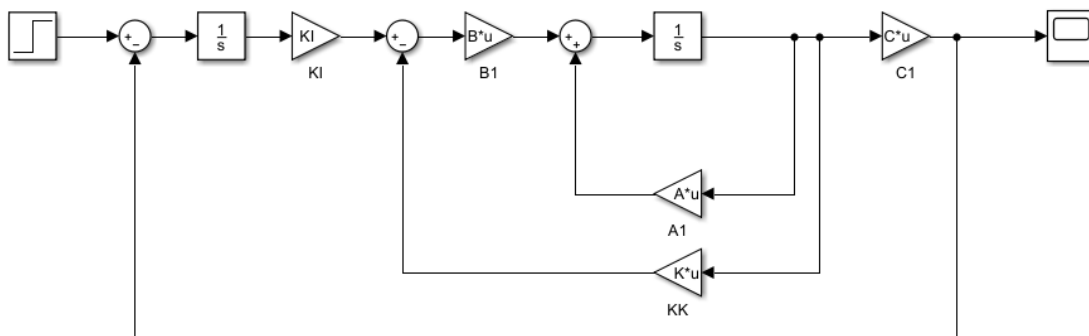 + −
1
s
KI
KI
+ −
B*u
B1
+ +
1
s
C*u
C1
A*u
A1
K*u
KK